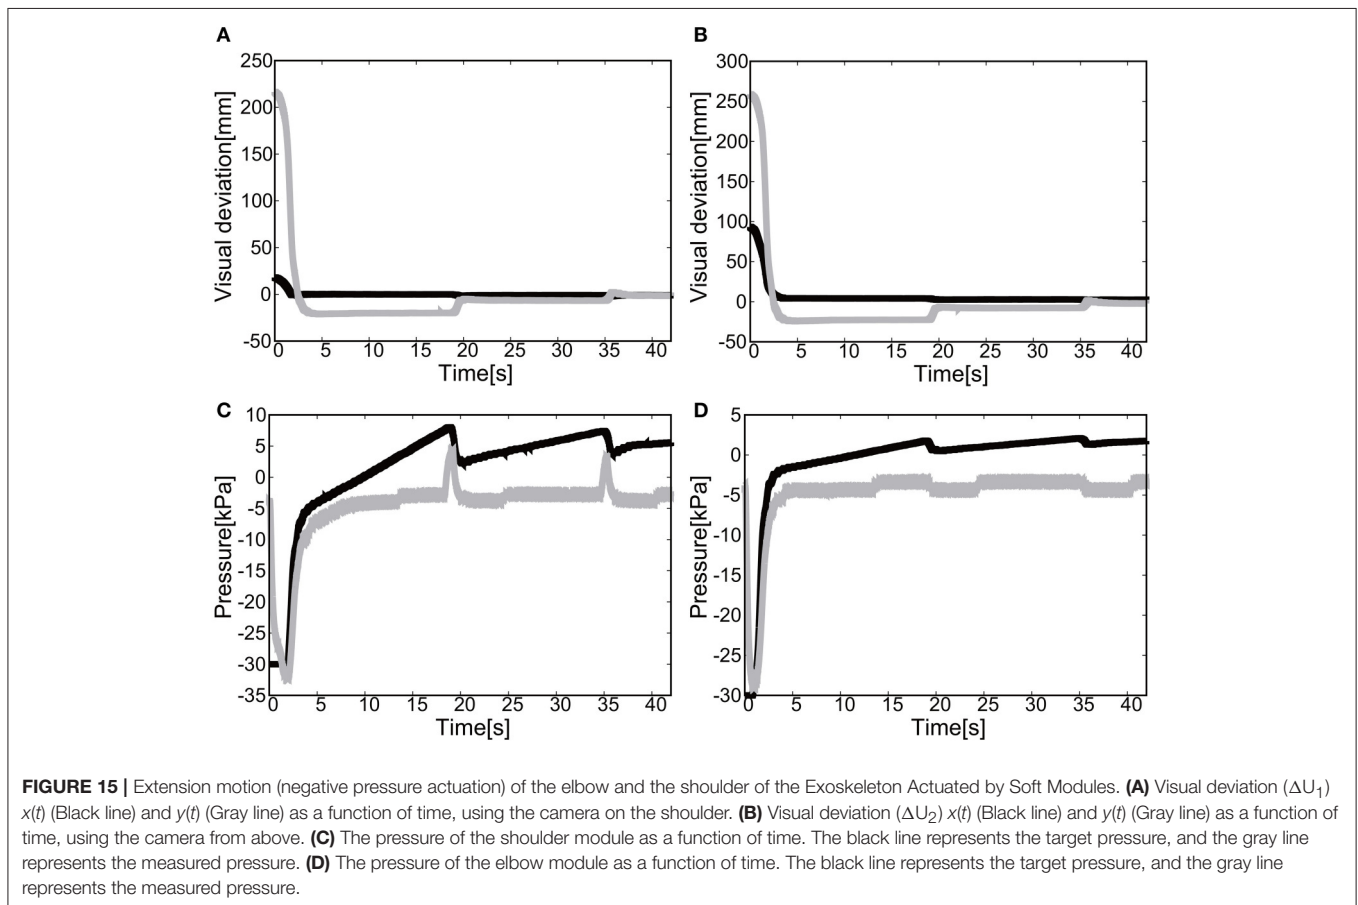 A
B
250
200
150
100
50
0
-50
Visual deviation[mm]
0 5 10 15 20 25 30 35 40
Time[s]
300
250
200
150
100
50
0
-50
Visual deviation[mm]
0 5 10 15 20 25 30 35 40
Time[s]
C
D
10
5
0
-5
-10
-15
-20
-25
-30
-35
Pressure[kPa]
0 5 10 15 20 25 30 35 40
Time[s]
5
0
-5
-10
-15
-20
-25
-30
Pressure[kPa]
0 5 10 15 20 25 30 35 40
Time[s]
FIGURE 15 | Extension motion (negative pressure actuation) of the elbow and the shoulder of the Exoskeleton Actuated by Soft Modules. (A) Visual deviation (ΔU₁)
x(t) (Black line) and y(t) (Gray line) as a function of time, using the camera on the shoulder. (B) Visual deviation (ΔU₂) x(t) (Black line) and y(t) (Gray line) as a function of
time, using the camera from above. (C) The pressure of the shoulder module as a function of time. The black line represents the target pressure, and the gray line
represents the measured pressure. (D) The pressure of the elbow module as a function of time. The black line represents the target pressure, and the gray line
represents the measured pressure.